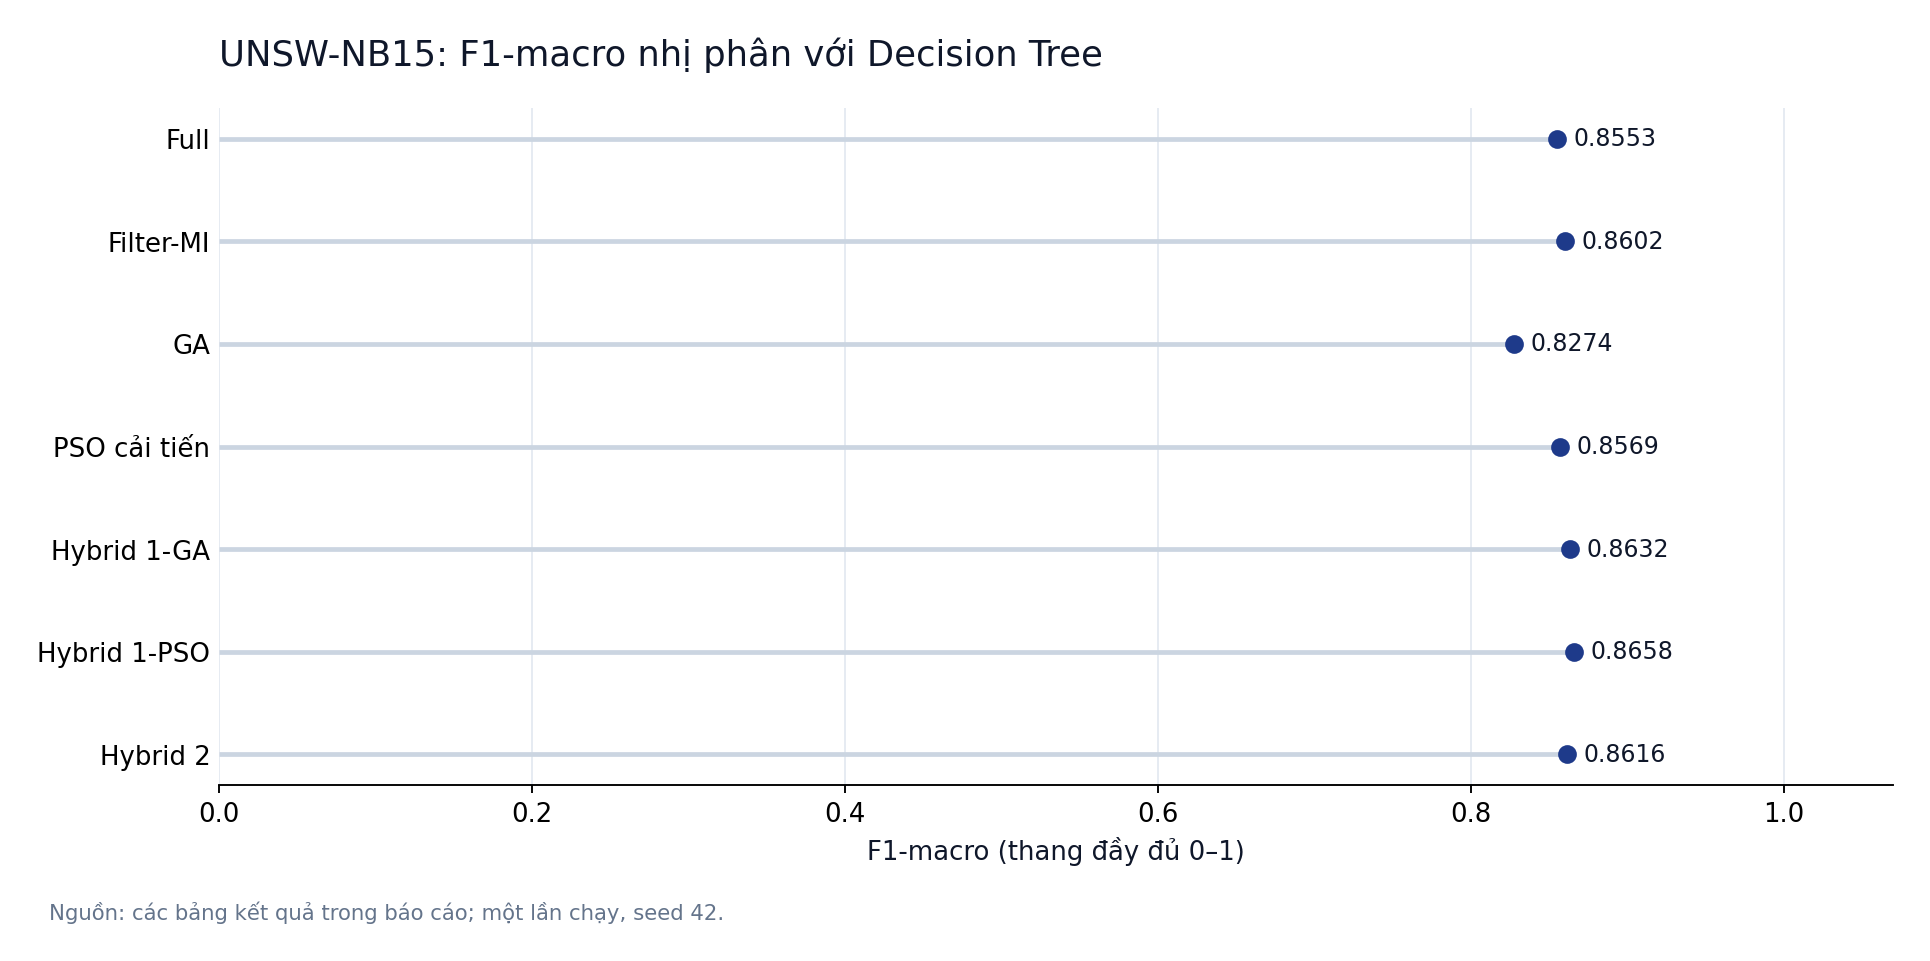 UNSW-NB15: F1-macro nhị phân với Decision Tree
Full 0.8553
Filter-MI 0.8602
GA 0.8274
PSO cải tiến 0.8569
Hybrid 1-GA 0.8632
Hybrid 1-PSO 0.8658
Hybrid 2 0.8616
0.0 0.2 0.4 0.6 0.8 1.0
F1-macro (thang đầy đủ 0–1)
Nguồn: các bảng kết quả trong báo cáo; một lần chạy, seed 42.